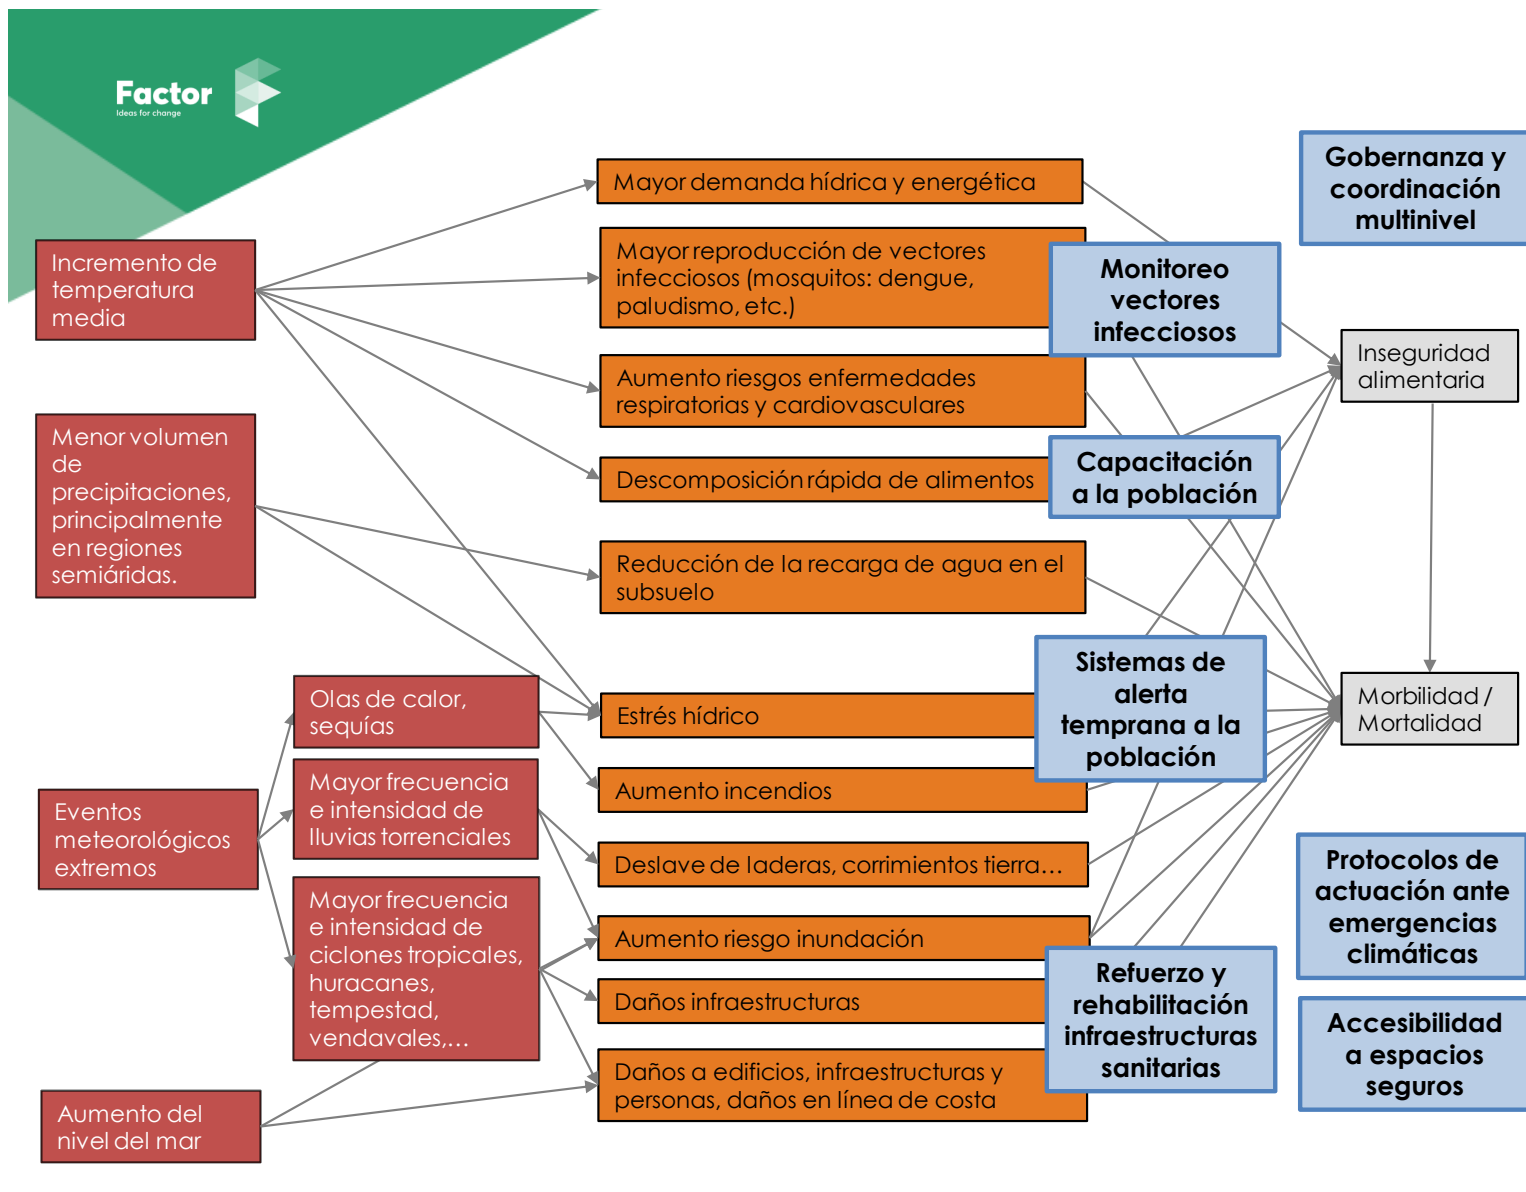 Factor
Ideas for change
Incremento de
temperatura
media
Menor volumen
de
precipitaciones,
principalmente
en regiones
semiáridas.
Eventos
meteorológicos
extremos
Aumento del
nivel del mar
Olas de calor,
sequías
Mayor frecuencia
e intensidad de
lluvias torrenciales
Mayor frecuencia
e intensidad de
ciclones tropicales,
huracanes,
tempestad,
vendavales,...
Mayor demanda hídrica y energética
Mayor reproducción de vectores
infecciosos (mosquitos: dengue,
paludismo, etc.)
Aumento riesgos enfermedades
respiratorias y cardiovasculares
Descomposición rápida de alimentos
Reducción de la recarga de agua en el
subsuelo
Estrés hídrico
Aumento incendios
Deslave de laderas, corrimientos tierra...
Aumento riesgo inundación
Daños infraestructuras
Daños a edificios, infraestructuras y
personas, daños en línea de costa
Monitoreo
vectores
infecciosos
Capacitación
a la población
Sistemas de
alerta
temprana a la
población
Refuerzo y
rehabilitación
infraestructuras
sanitarias
Gobernanza y
coordinación
multinivel
Inseguridad
alimentaria
Morbilidad /
Mortalidad
Protocolos de
actuación ante
emergencias
climáticas
Accesibilidad
a espacios
seguros